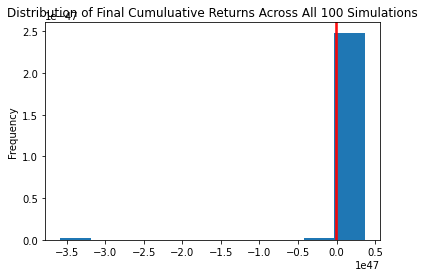 Distribution of Final Cumuluative Returns Across All 100 Simulations
1e−47
2.5
2.0
1.5
1.0
0.5
0.0
Frequency
−3.5 −3.0 −2.5 −2.0 −1.5 −1.0 −0.5 0.0 0.5
1e47